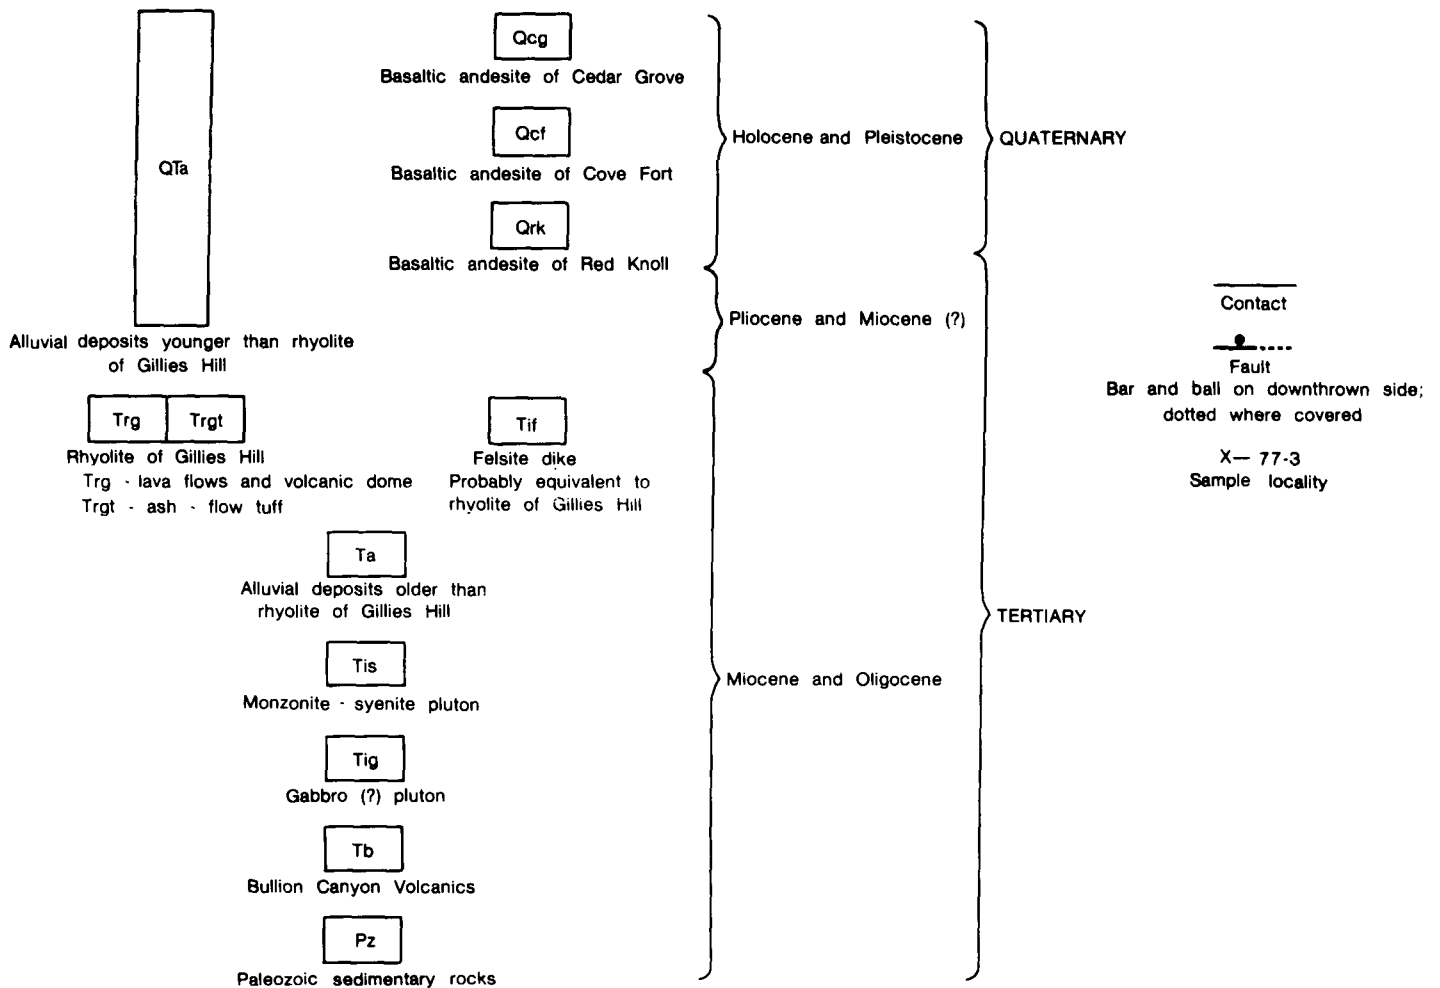 Qcg
Basaltic andesite of Cedar Grove
Qcf
Basaltic andesite of Cove Fort
Qrk
Basaltic andesite of Red Knoll
QTa
Alluvial deposits younger than rhyolite
of Gillies Hill
Trg
Trgt
Rhyolite of Gillies Hill
Trg - lava flows and volcanic dome
Trgt - ash - flow tuff
Tif
Felsite dike
Probably equivalent to
rhyolite of Gillies Hill
Ta
Alluvial deposits older than
rhyolite of Gillies Hill
Tis
Monzonite - syenite pluton
Tig
Gabbro (?) pluton
Tb
Bullion Canyon Volcanics
Pz
Paleozoic sedimentary rocks
Holocene and Pleistocene
Pliocene and Miocene (?)
Miocene and Oligocene
QUATERNARY
TERTIARY
Contact
Fault
Bar and ball on downthrown side;
dotted where covered
X— 77-3
Sample locality